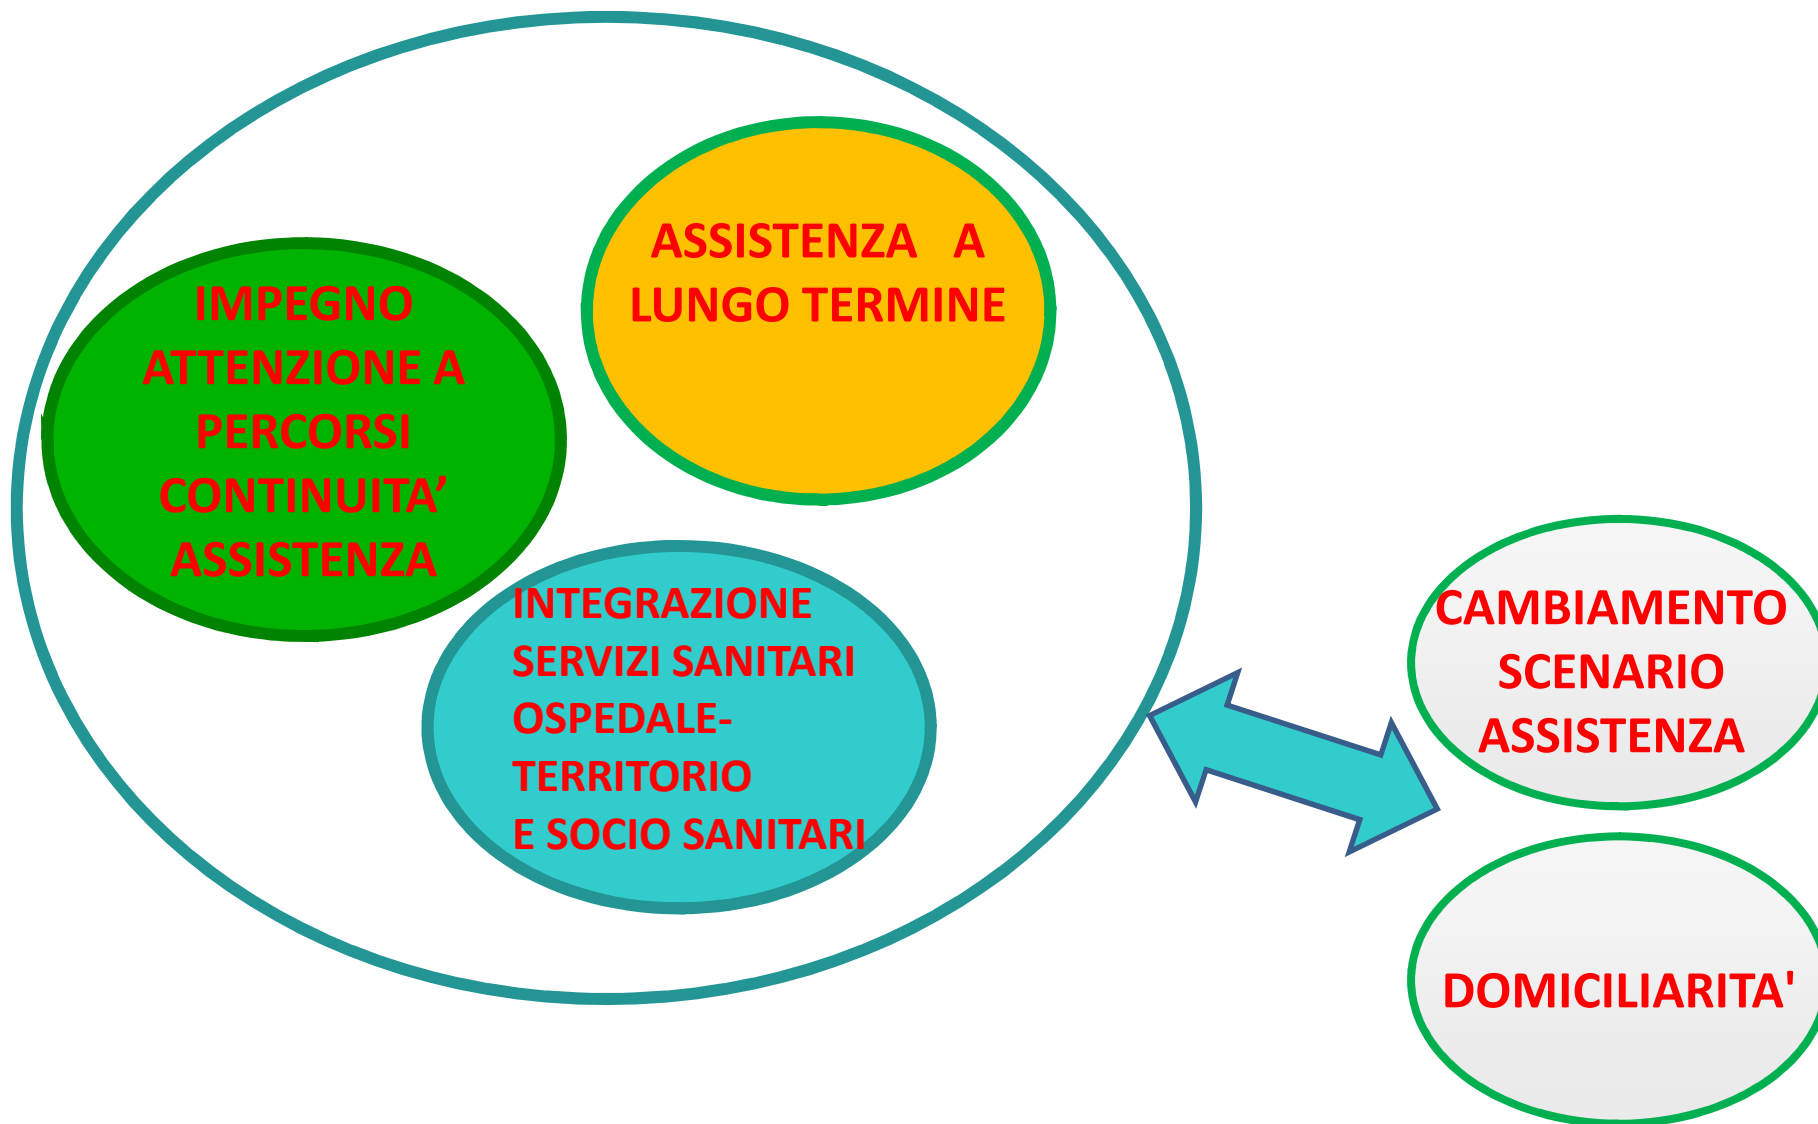 IMPEGNO
ATTENZIONE A
PERCORSI
CONTINUITA’
ASSISTENZA
ASSISTENZA A
LUNGO TERMINE
INTEGRAZIONE
SERVIZI SANITARI
OSPEDALE-
TERRITORIO
E SOCIO SANITARI
CAMBIAMENTO
SCENARIO
ASSISTENZA
DOMICILIARITA'